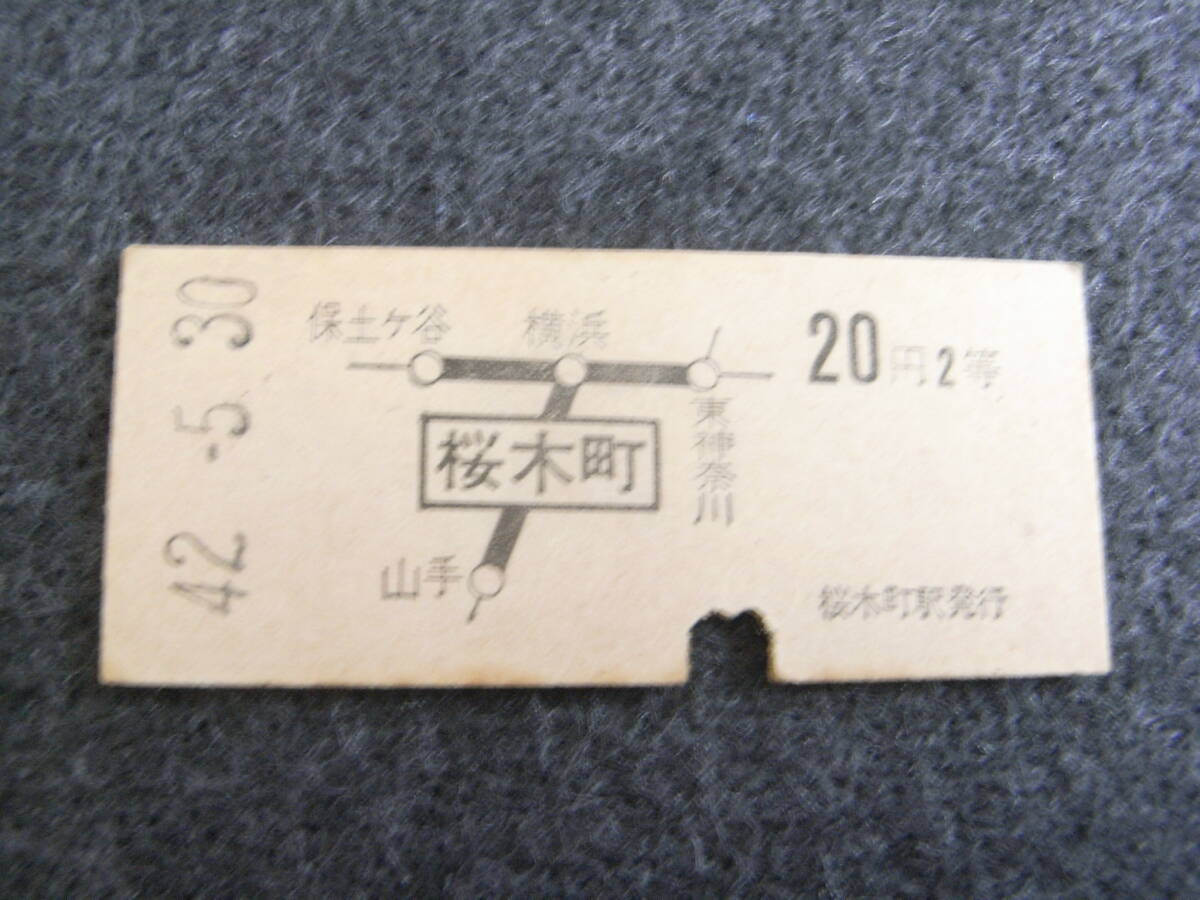 42.-5.30
保土ケ谷
横浜
20円2等
東神奈川
桜木町
山手
桜木町駅発行